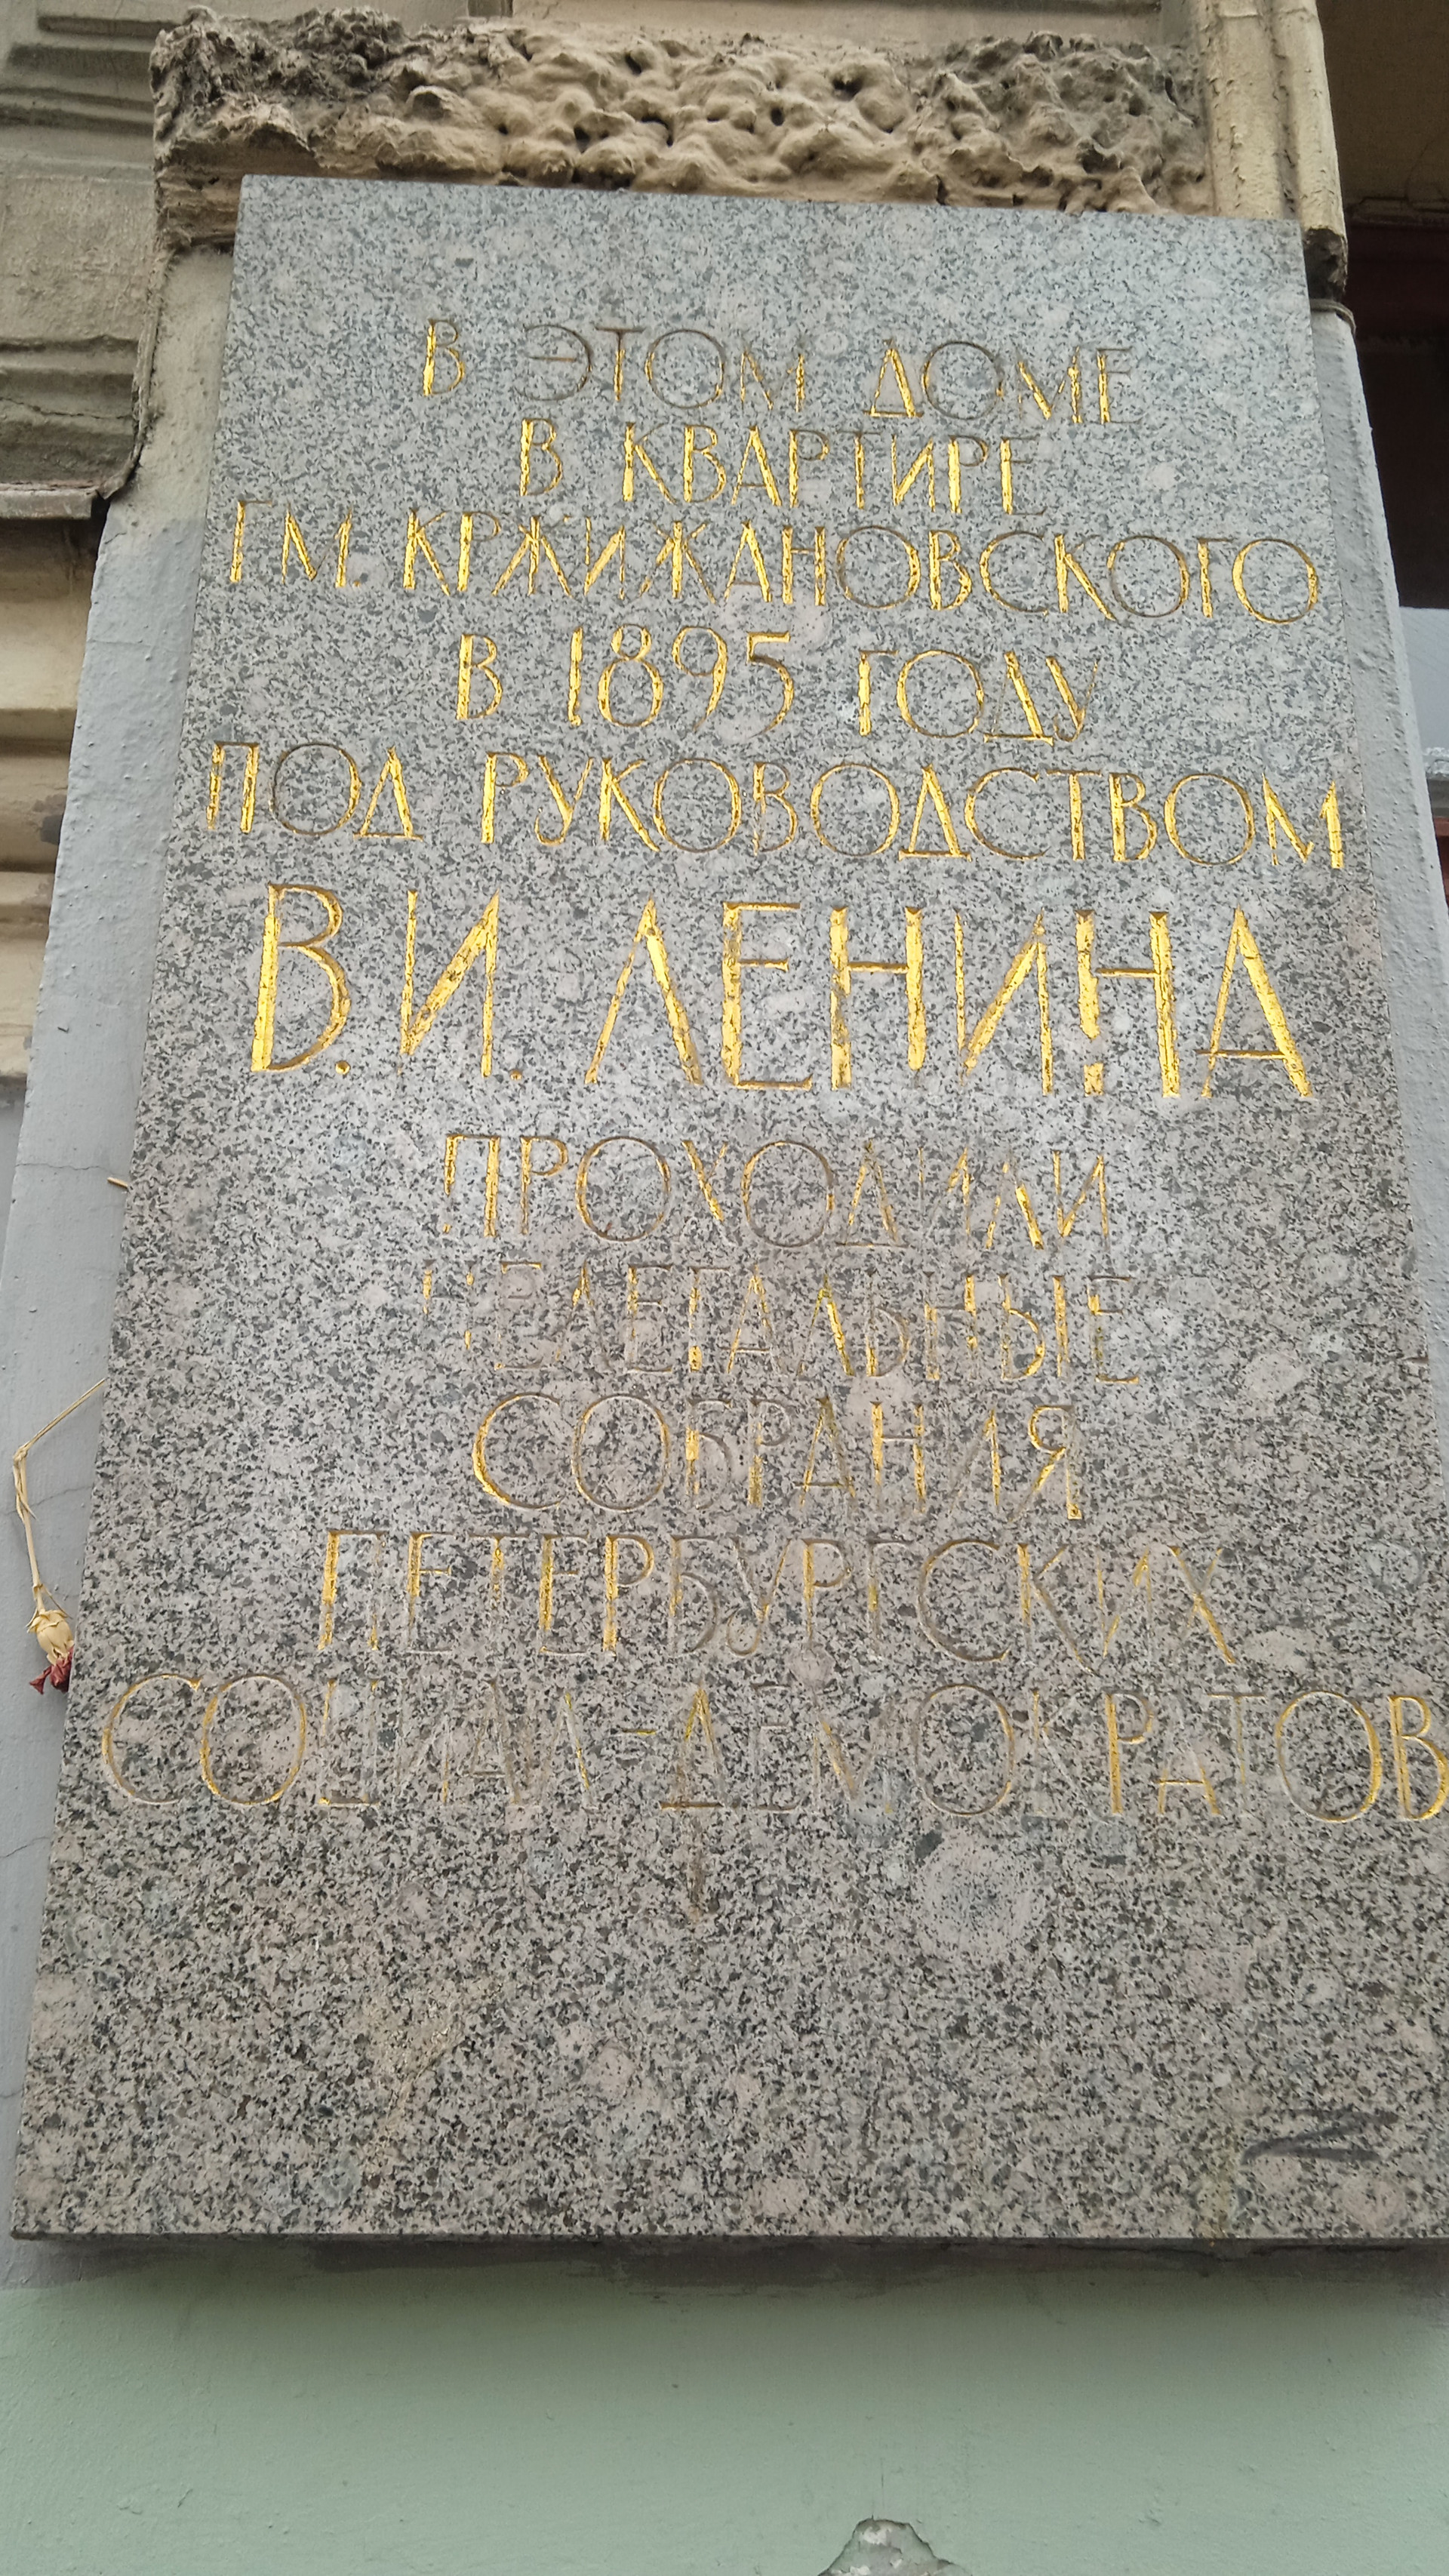 В ЭТОМ ДОМЕ
В КВАРТИРЕ
Г.М. КРЖИЖАНОВСКОГО
В 1895 ГОДУ
ПОД РУКОВОДСТВОМ
В.И. ЛЕНИНА
ПРОХОДИЛИ
НЕЛЕГАЛЬНЫЕ
СОБРАНИЯ
ПЕТЕРБУРГСКИХ
СОЦИАЛ-ДЕМОКРАТОВ